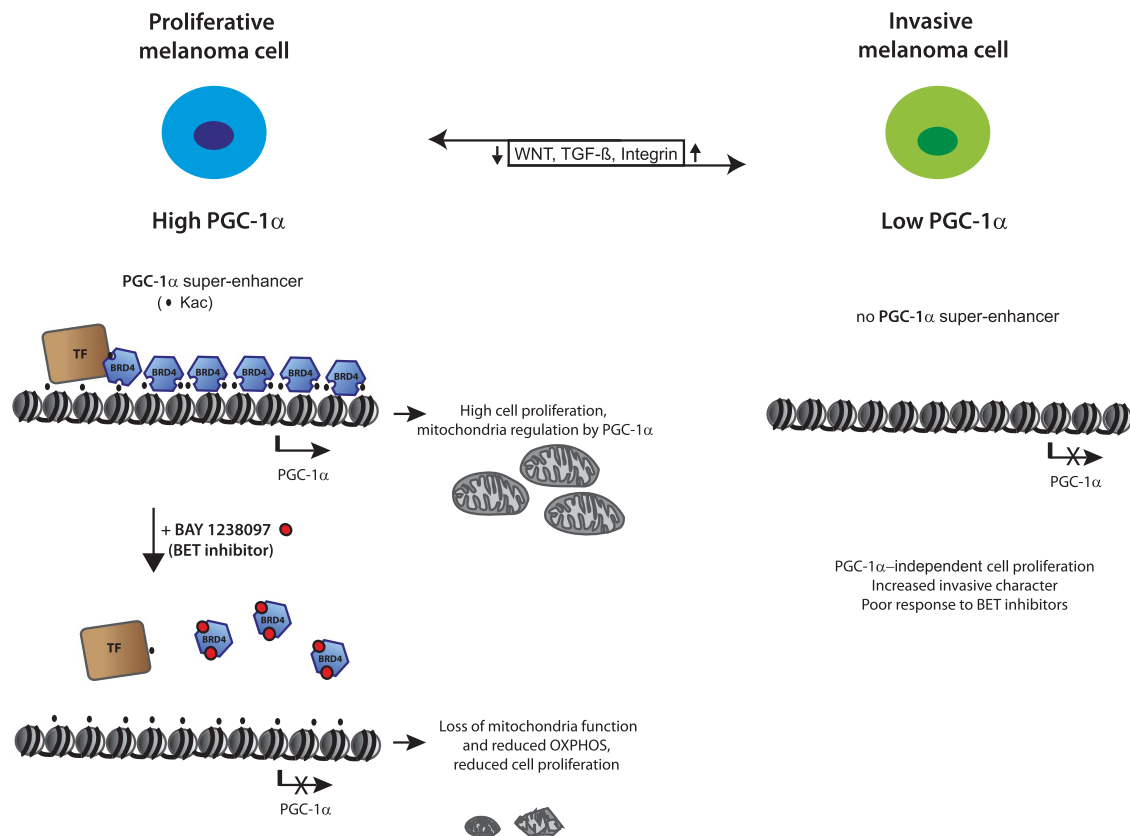 Proliferative
melanoma cell
Invasive
melanoma cell
WNT, TGF-ß, Integrin
High PGC-1α
Low PGC-1α
PGC-1α super-enhancer
( • Kac)
no PGC-1α super-enhancer
TF
BRD4
BRD4
BRD4
BRD4
BRD4
BRD4
High cell proliferation,
mitochondria regulation by PGC-1α
PGC-1α
PGC-1α
+ BAY 1238097
(BET inhibitor)
PGC-1α–independent cell proliferation
Increased invasive character
Poor response to BET inhibitors
TF
BRD4
BRD4
BRD4
Loss of mitochondria function
and reduced OXPHOS,
reduced cell proliferation
PGC-1α